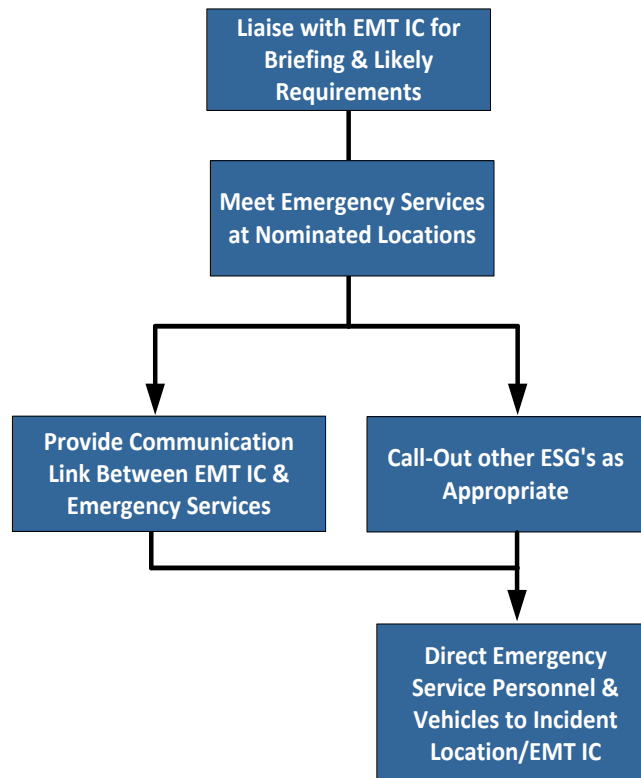 Liaise with EMT IC for
Briefing & Likely
Requirements
Meet Emergency Services
at Nominated Locations
Provide Communication
Link Between EMT IC &
Emergency Services
Call-Out other ESG's as
Appropriate
Direct Emergency
Service Personnel &
Vehicles to Incident
Location/EMT IC